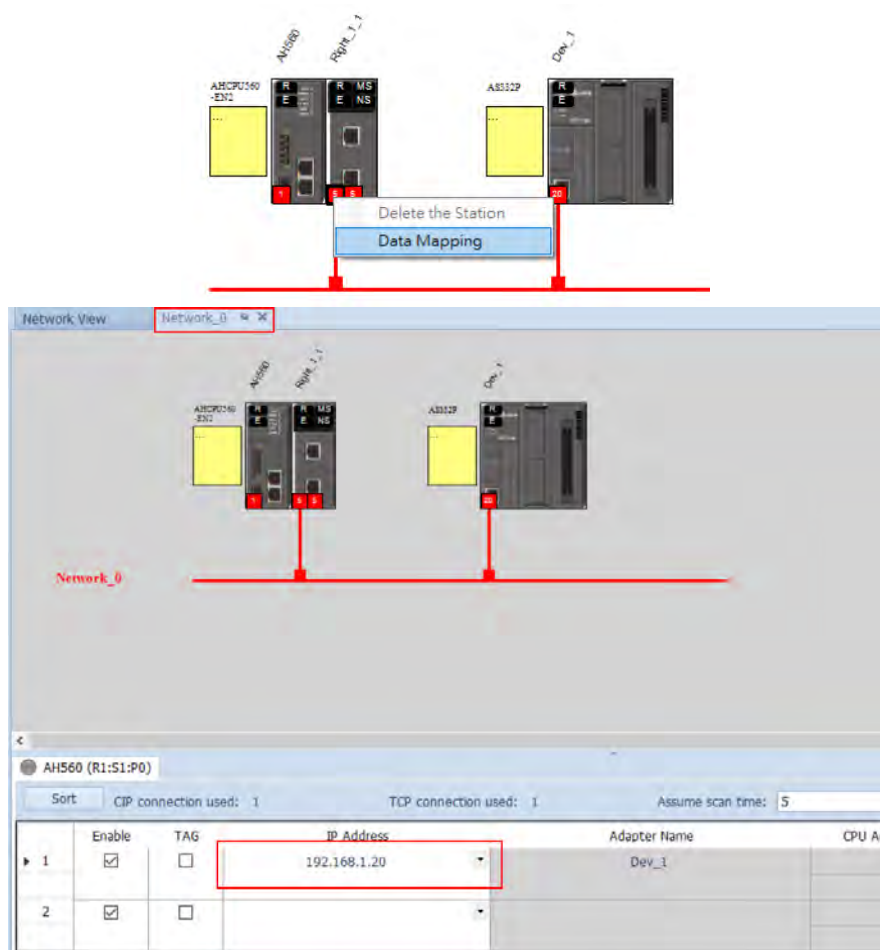 AH560
Right_1_1
Dev_1
AHCPU560
-EN2
...
R
E
R MS
E NS
AS332P
...
R
E
1
5
5
20
Delete the Station
Data Mapping
Network View
Network_0
AH560
Right_1_1
Dev_1
AHCPU560
-EN2
...
R
E
R MS
E NS
AS332P
...
R
E
1
5
5
20
Network_0
AH560 (R1:S1:P0)
Sort
CIP connection used: 1
TCP connection used: 1
Assume scan time: 5
Enable
TAG
IP Address
Adapter Name
CPU A
1
192.168.1.20
Dev_1
2